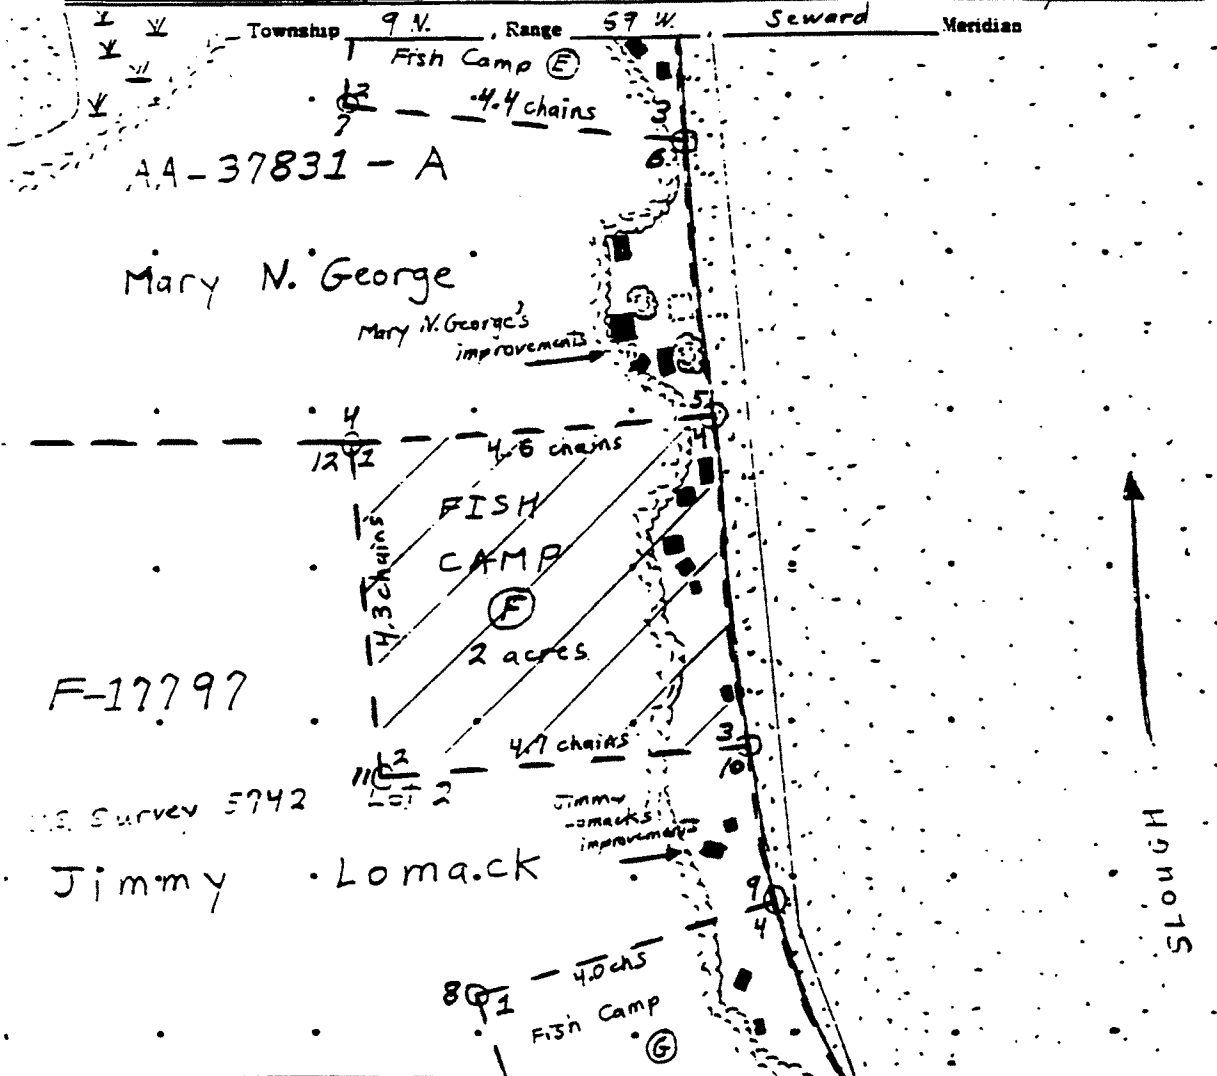 Township 9 N. , Range 59 W. , Seward Meridian
Fish Camp E
2
7
4.4 chains
3
6
AA-37831-A
Mary N. George
Mary N. George's
improvements
4
5
12 1
4.6 chains
4
FISH
CAMP
F
4.3 chains
2 acres
F-17797
4.7 chains
3
11 2
10
Lot 2
U.S. Survey 5742
Jimmy
improvements
Jimmy Lomack
9
4
4.0 chs
8 1
Fish Camp
G
SLOUGH